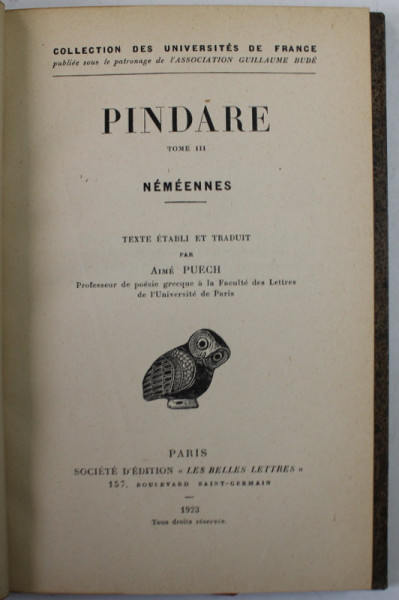 COLLECTION DES UNIVERSITÉS DE FRANCE
publiée sous le patronage de l'ASSOCIATION GUILLAUME BUDÉ
PINDARE
TOME III
NÉMÉENNES
TEXTE ÉTABLI ET TRADUIT
PAR
AIMÉ PUECH
Professeur de poésie grecque à la Faculté des Lettres
de l'Université de Paris
PARIS
SOCIÉTÉ D'ÉDITION « LES BELLES LETTRES »
157, BOULEVARD SAINT-GERMAIN
1923
Tous droits réservés.